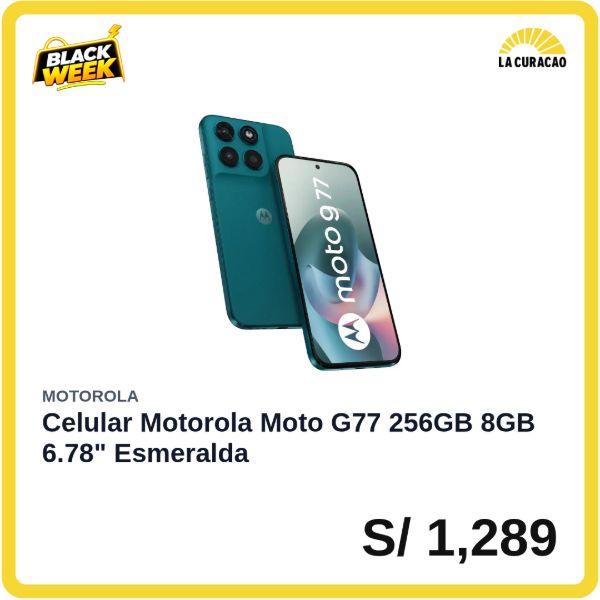 BLACK
WEEK
LA CURACAO
moto g77
MOTOROLA
Celular Motorola Moto G77 256GB 8GB
6.78" Esmeralda
S/ 1,289